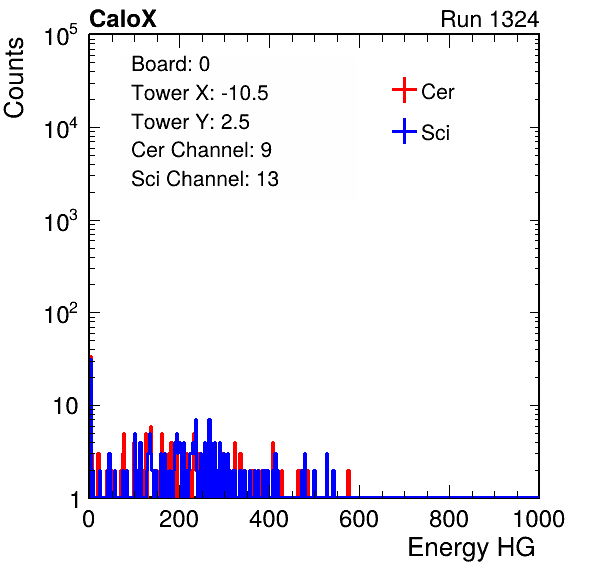 CaloX Run 1324
Counts
10^5
10^4
10^3
10^2
10
1
Board: 0
Tower X: -10.5
Tower Y: 2.5
Cer Channel: 9
Sci Channel: 13
Cer
Sci
0 200 400 600 800 1000
Energy HG